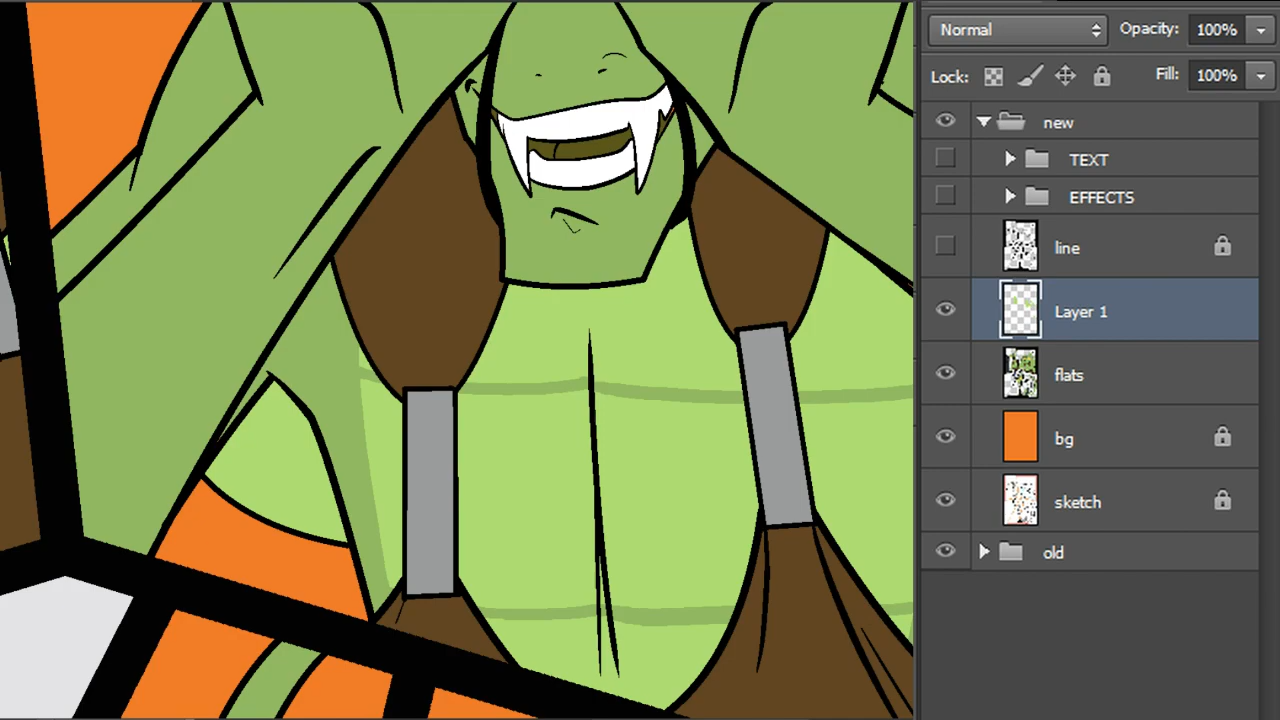 Normal Opacity: 100%
Lock: Fill: 100%
new
TEXT
EFFECTS
line
Layer 1
flats
bg
sketch
old